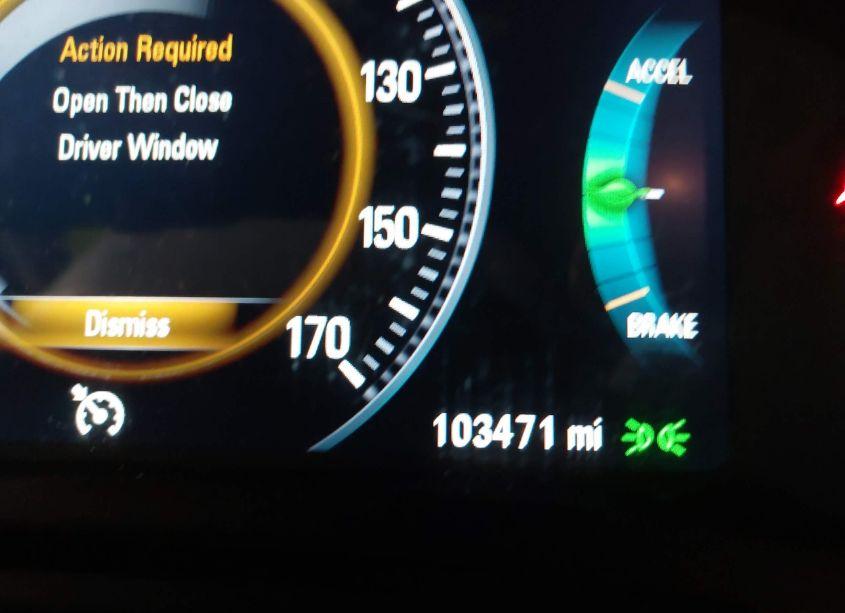 Action Required
Open Then Close
Driver Window
Dismiss
130
150
170
ACCEL
BRAKE
103471 mi